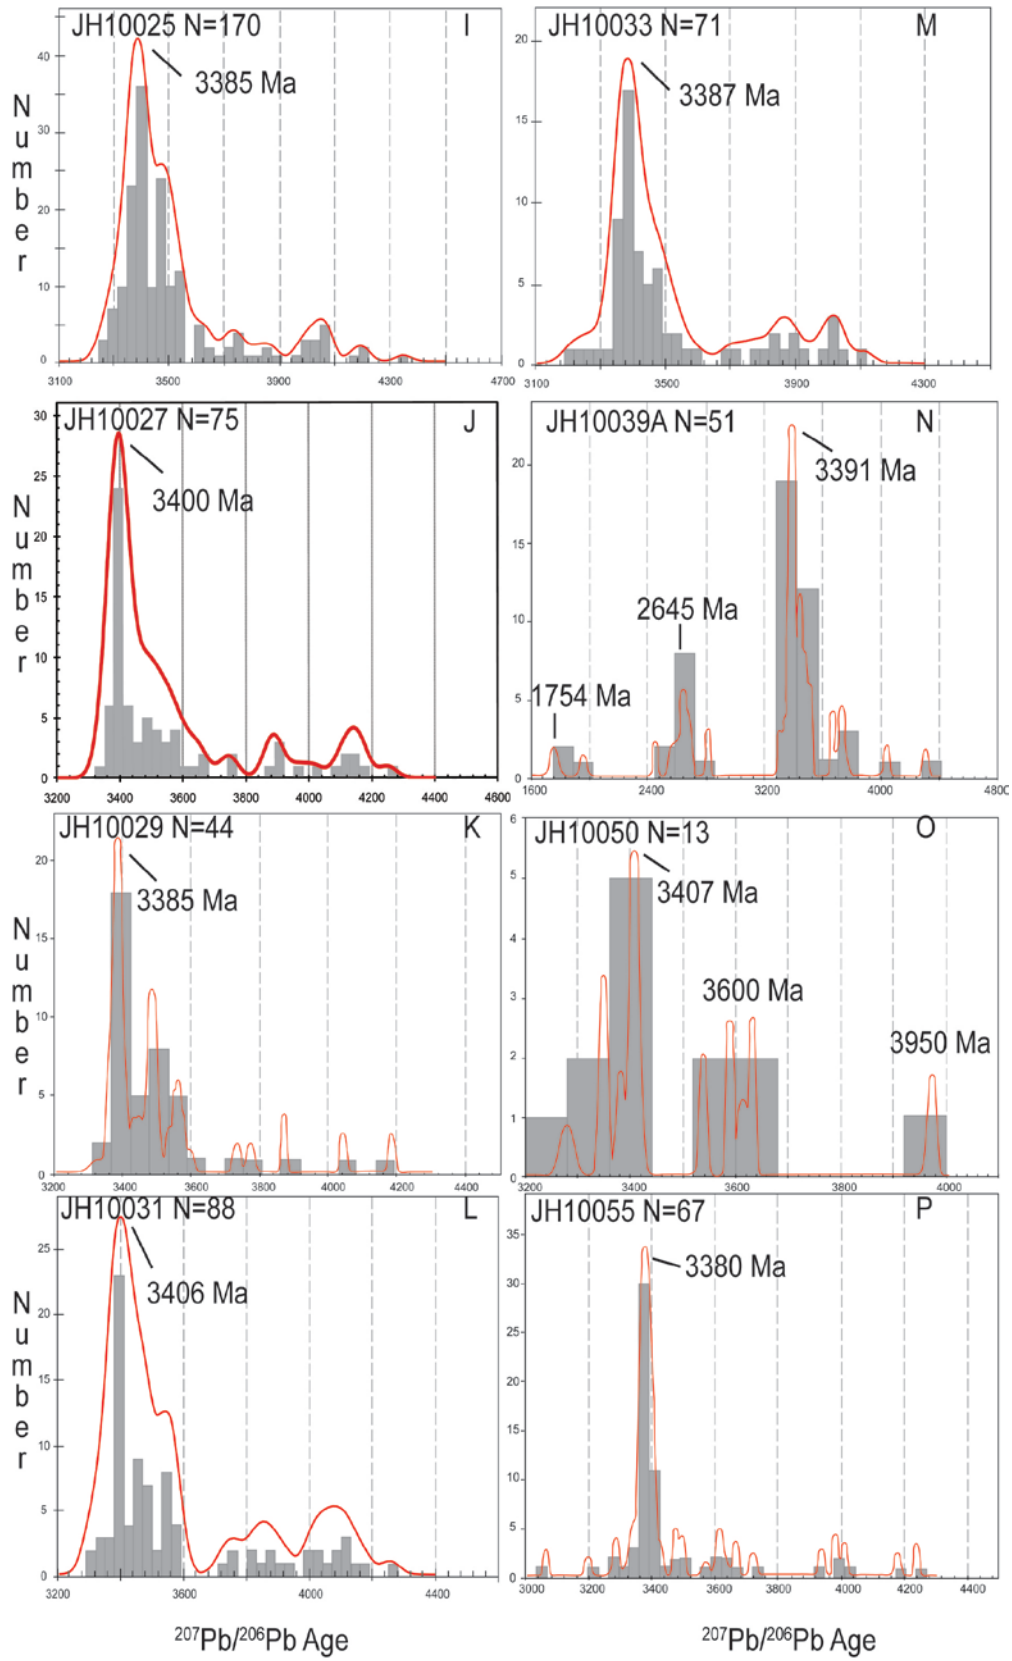 JH10025 N=170 I
3385 Ma
Number
40
30
20
10
0
3100 3500 3900 4300 4700
JH10033 N=71 M
3387 Ma
20
15
10
5
0
3100 3500 3900 4300
JH10027 N=75 J
3400 Ma
Number
30
25
20
15
10
5
0
3200 3400 3600 3800 4000 4200 4400 4600
JH10039A N=51 N
3391 Ma
2645 Ma
1754 Ma
20
15
10
5
0
1600 2400 3200 4000 4800
JH10029 N=44 K
3385 Ma
Number
20
15
10
5
0
3200 3400 3600 3800 4000 4200 4400
JH10050 N=13 O
3407 Ma
3600 Ma
3950 Ma
6
5
4
3
2
1
0
3200 3400 3600 3800 4000
JH10031 N=88 L
3406 Ma
Number
25
20
15
10
5
0
3200 3600 4000 4400
JH10055 N=67 P
3380 Ma
35
30
25
20
15
10
5
0
3000 3200 3400 3600 3800 4000 4200 4400
²⁰⁷Pb/²⁰⁶Pb Age
²⁰⁷Pb/²⁰⁶Pb Age